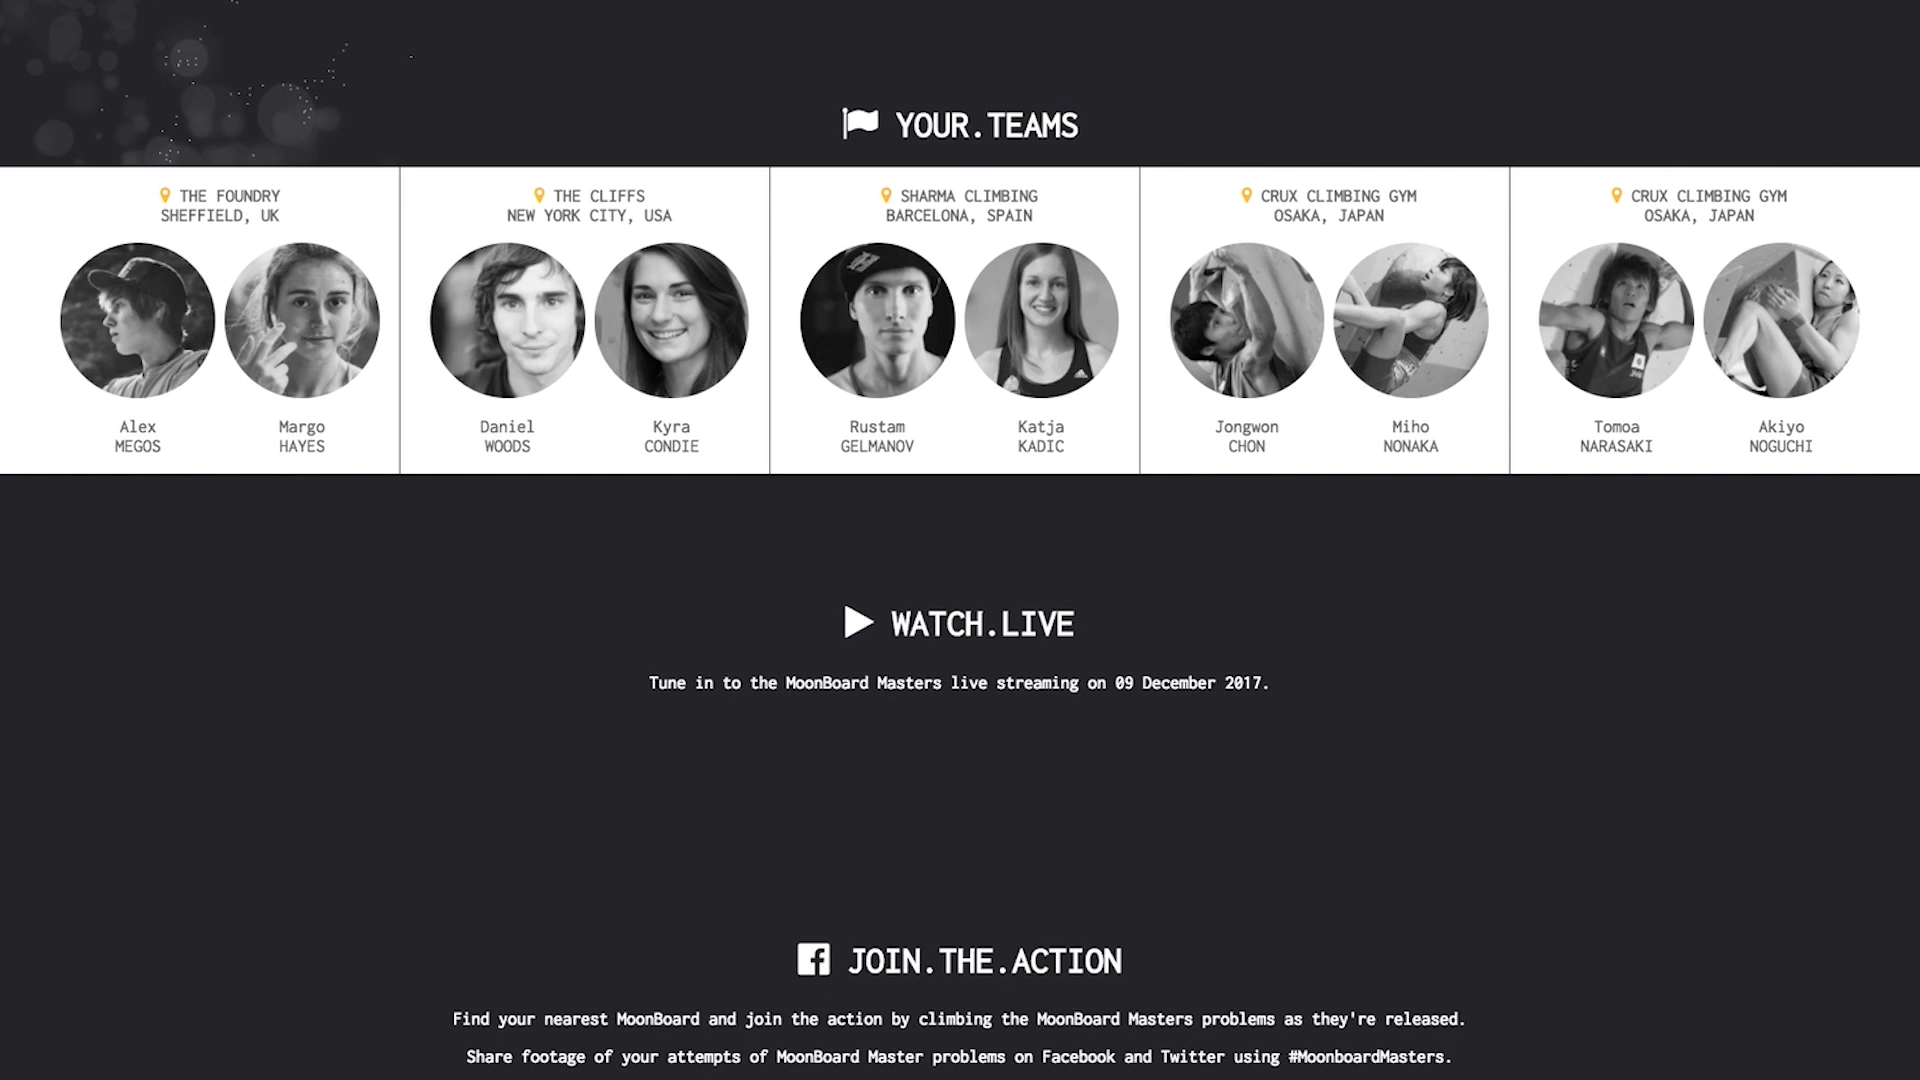 YOUR.TEAMS
THE FOUNDRY
SHEFFIELD, UK
Alex
MEGOS
Margo
HAYES
THE CLIFFS
NEW YORK CITY, USA
Daniel
WOODS
Kyra
CONDIE
SHARMA CLIMBING
BARCELONA, SPAIN
Rustam
GELMANOV
Katja
KADIC
CRUX CLIMBING GYM
OSAKA, JAPAN
Jongwon
CHON
Miho
NONAKA
CRUX CLIMBING GYM
OSAKA, JAPAN
Tomoa
NARASAKI
Akiyo
NOGUCHI
WATCH.LIVE
Tune in to the MoonBoard Masters live streaming on 09 December 2017.
JOIN.THE.ACTION
Find your nearest MoonBoard and join the action by climbing the MoonBoard Masters problems as they're released.
Share footage of your attempts of MoonBoard Master problems on Facebook and Twitter using #MoonboardMasters.